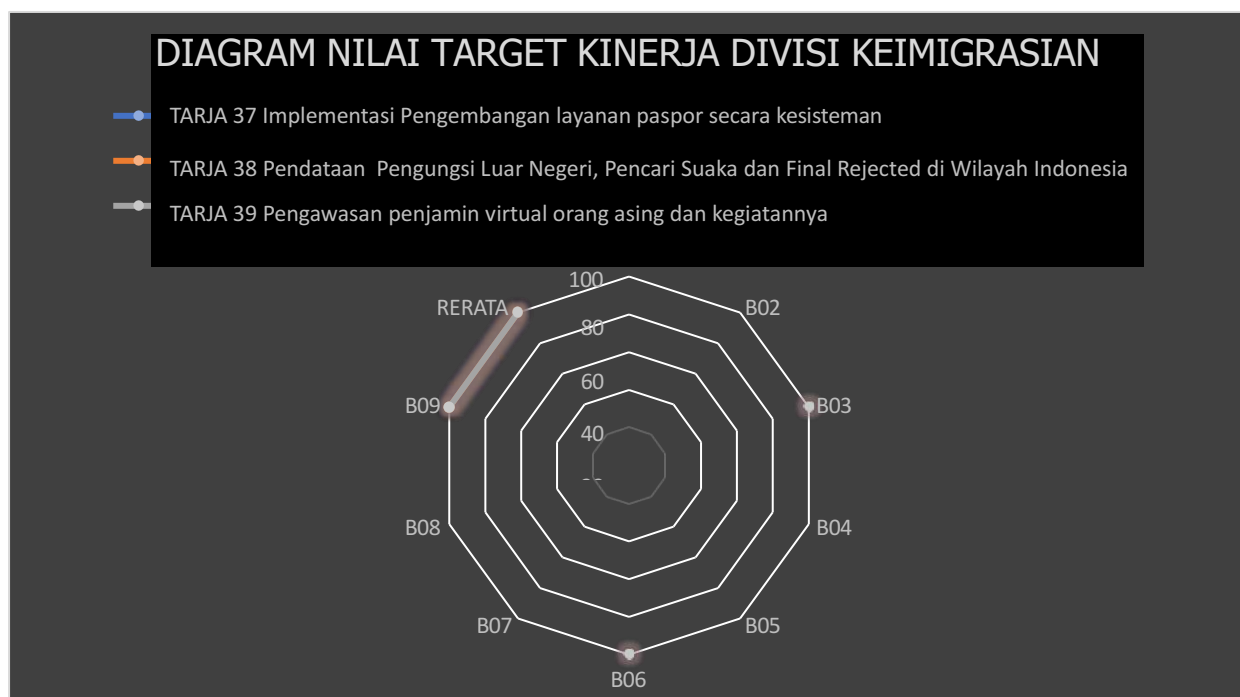 DIAGRAM NILAI TARGET KINERJA DIVISI KEIMIGRASIAN
TARJA 37 Implementasi Pengembangan layanan paspor secara kesisteman
TARJA 38 Pendataan Pengungsi Luar Negeri, Pencari Suaka dan Final Rejected di Wilayah Indonesia
TARJA 39 Pengawasan penjamin virtual orang asing dan kegiatannya
100
RERATA
B02
80
60
B09
B03
40
B08
B04
B07
B05
B06